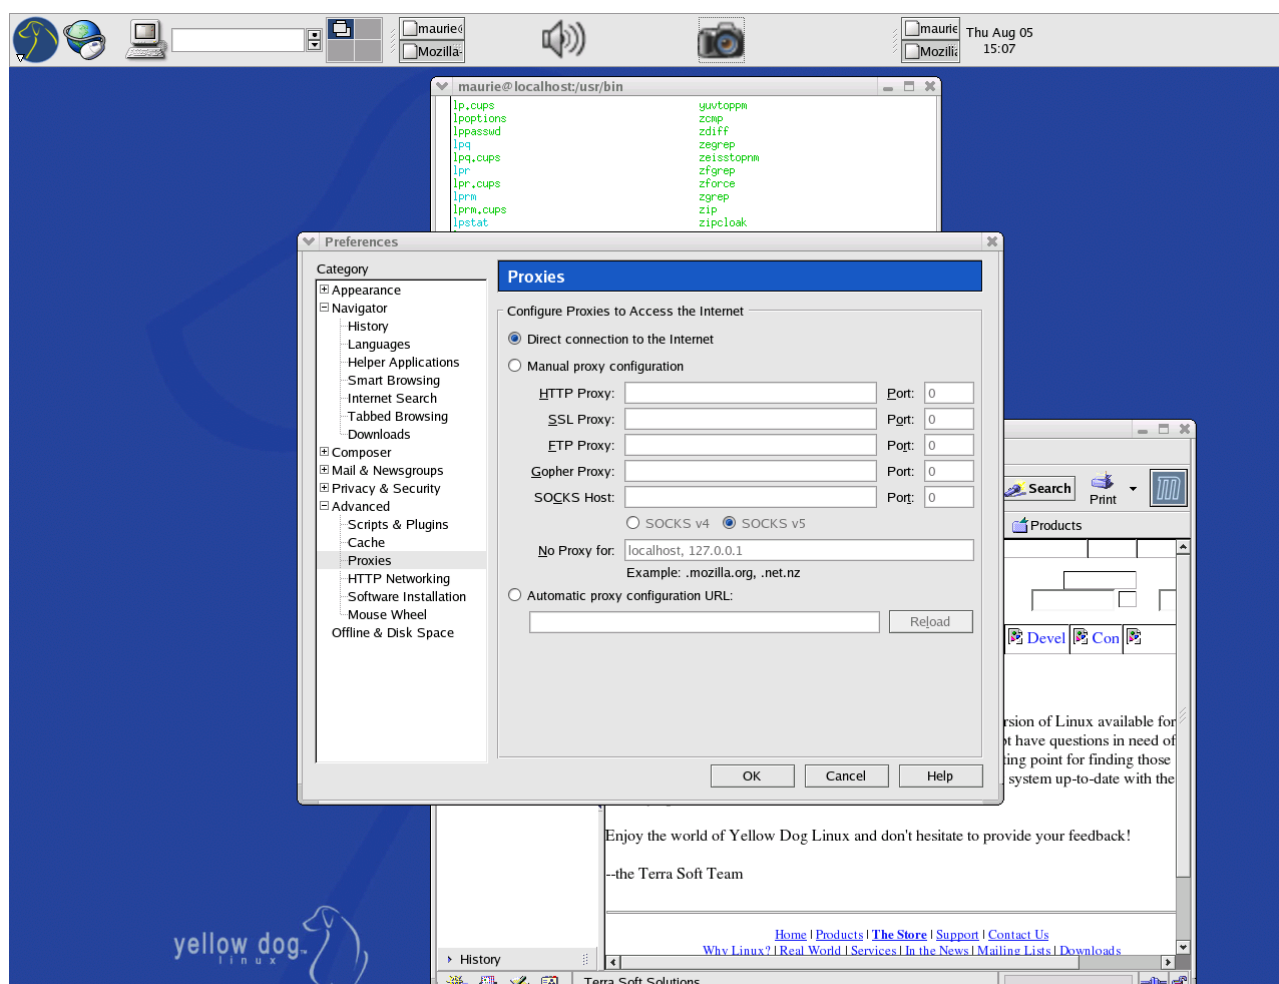 maurie@
Mozilla-
maurie
Mozilla
Thu Aug 05
15:07
maurie@localhost:/usr/bin
lp.cups yuvtoppm
lpoptions zcmp
lppasswd zdiff
lpq zegrep
lpq.cups zeisstopnm
lpr zfgrep
lpr.cups zforce
lprm zgrep
lprm.cups zip
lpstat zipcloak
Preferences
Category
Appearance
Navigator
History
Languages
Helper Applications
Smart Browsing
Internet Search
Tabbed Browsing
Downloads
Composer
Mail & Newsgroups
Privacy & Security
Advanced
Scripts & Plugins
Cache
Proxies
HTTP Networking
Software Installation
Mouse Wheel
Offline & Disk Space
Proxies
Configure Proxies to Access the Internet
Direct connection to the Internet
Manual proxy configuration
HTTP Proxy: Port: 0
SSL Proxy: Port: 0
FTP Proxy: Port: 0
Gopher Proxy: Port: 0
SOCKS Host: Port: 0
SOCKS v4 SOCKS v5
No Proxy for: localhost, 127.0.0.1
Example: .mozilla.org, .net.nz
Automatic proxy configuration URL:
Reload
OK Cancel Help
Search
Print
Products
Devel Con
rsion of Linux available for
ot have questions in need of
ting point for finding those
system up-to-date with the
Enjoy the world of Yellow Dog Linux and don't hesitate to provide your feedback!
--the Terra Soft Team
Home | Products | The Store | Support | Contact Us
Why Linux? | Real World | Services | In the News | Mailing Lists | Downloads
History
Terra Soft Solutions
yellow dog
linux